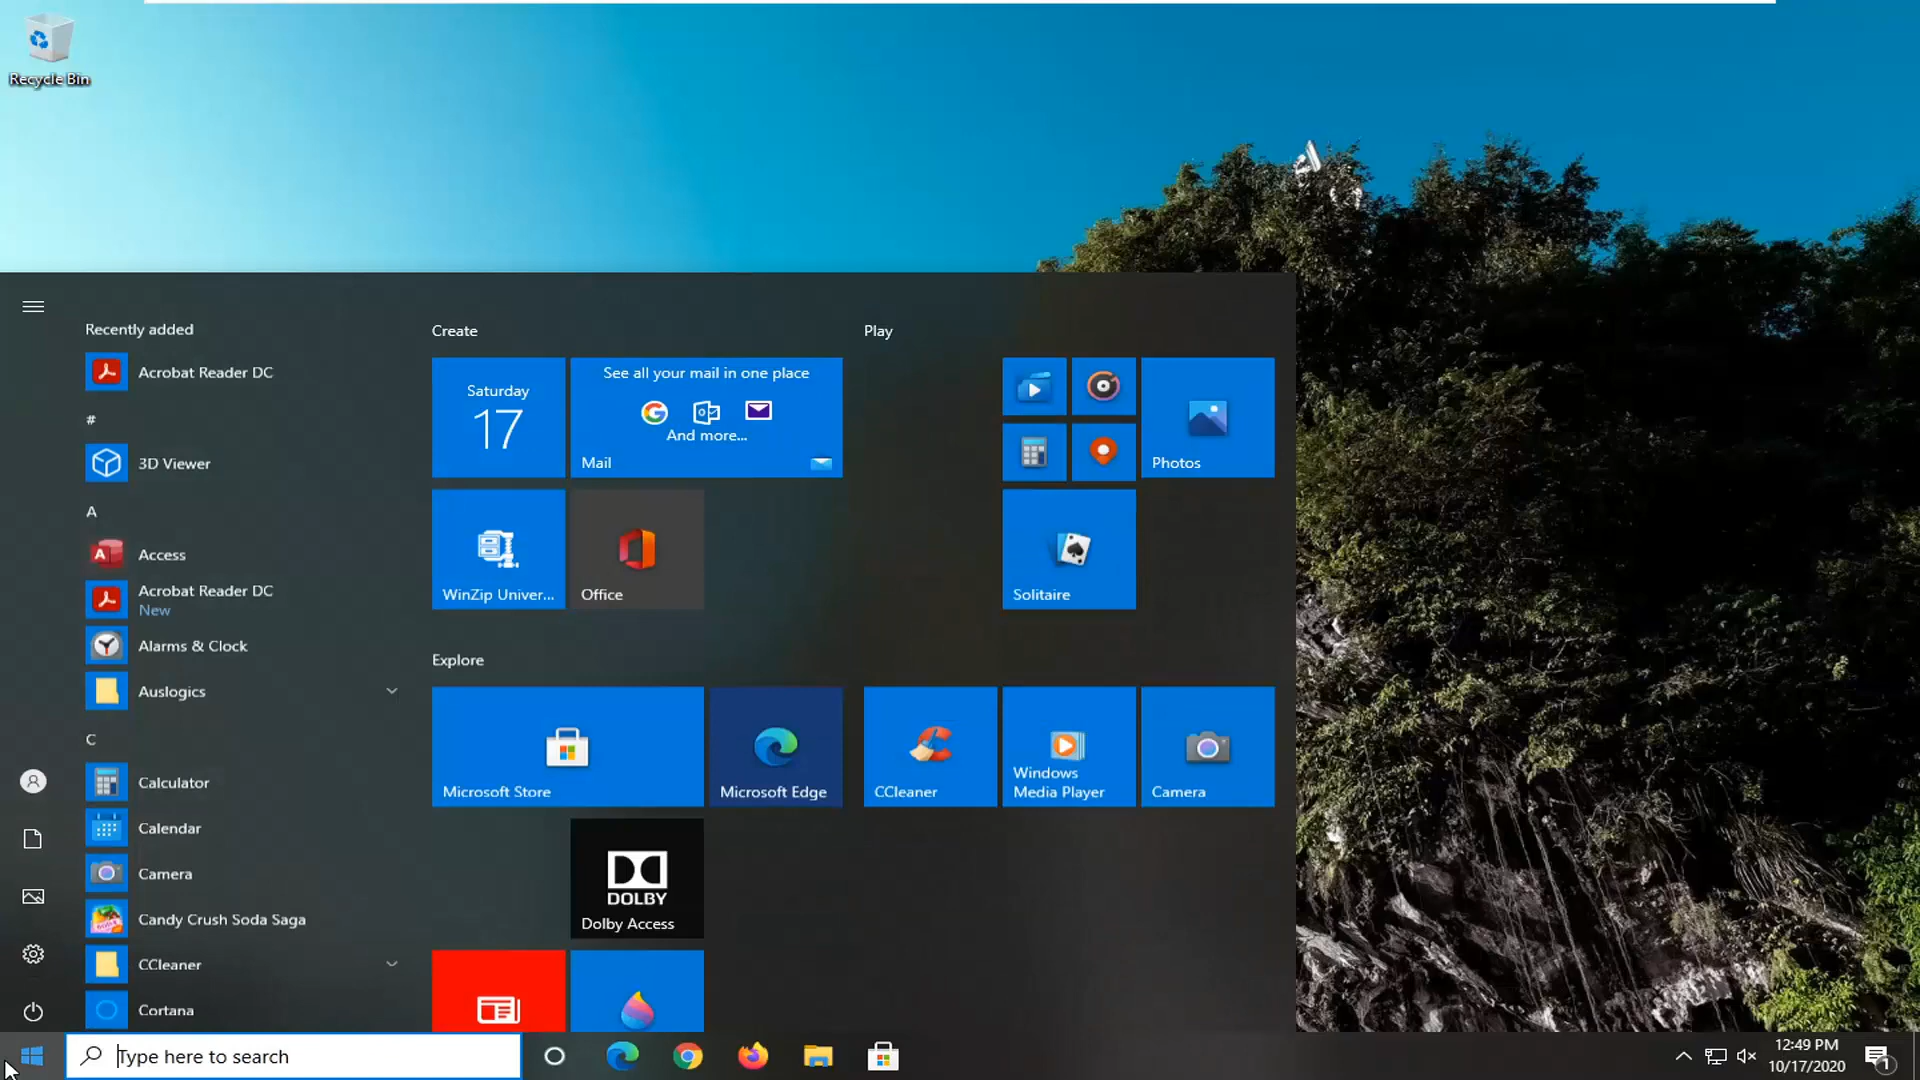 Recycle Bin
Recently added
Acrobat Reader DC
#
3D Viewer
A
Access
Acrobat Reader DC
New
Alarms & Clock
Auslogics
C
Calculator
Calendar
Camera
Candy Crush Soda Saga
CCleaner
Cortana
Create
Saturday
17
See all your mail in one place
And more...
Mail
WinZip Univer...
Office
Explore
Microsoft Store
Microsoft Edge
DOLBY
Dolby Access
Play
Photos
Solitaire
CCleaner
Windows
Media Player
Camera
Type here to search
12:49 PM
10/17/2020
1